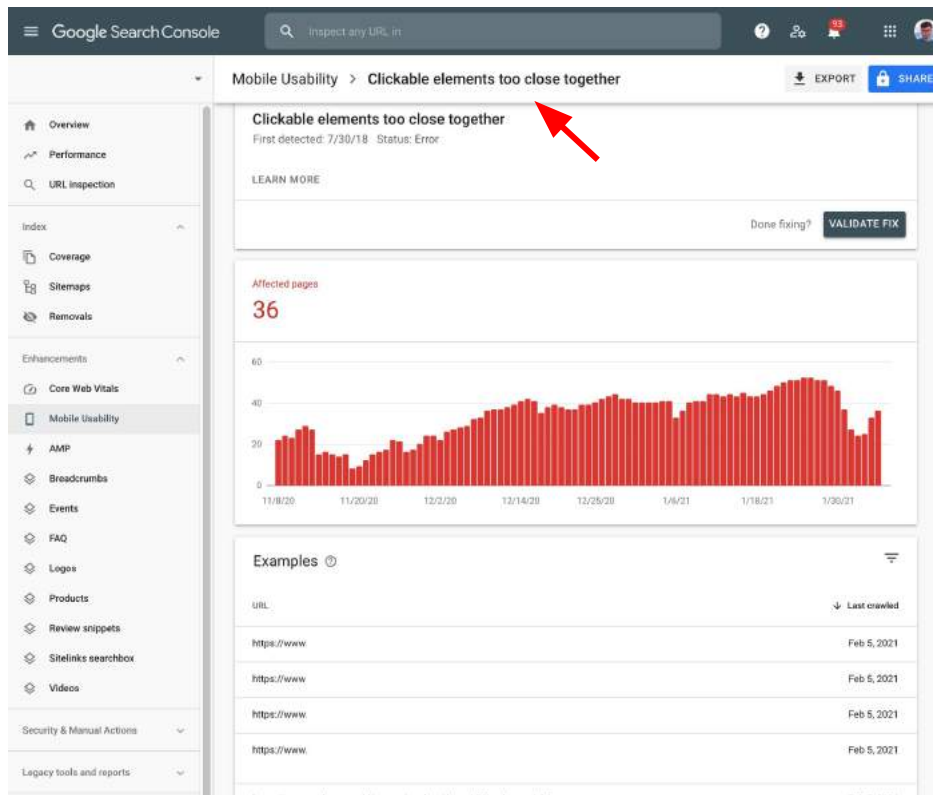 Google Search Console
Inspect any URL in
93
Mobile Usability > Clickable elements too close together
EXPORT
SHARE
Overview
Performance
URL inspection
Index
Coverage
Sitemaps
Removals
Enhancements
Core Web Vitals
Mobile Usability
AMP
Breadcrumbs
Events
FAQ
Logos
Products
Review snippets
Sitelinks searchbox
Videos
Security & Manual Actions
Legacy tools and reports
Clickable elements too close together
First detected: 7/30/18 Status: Error
LEARN MORE
Done fixing? VALIDATE FIX
Affected pages
36
60
40
20
0
11/8/20 11/20/20 12/2/20 12/14/20 12/26/20 1/6/21 1/18/21 1/30/21
Examples
URL Last crawled
https://www Feb 5, 2021
https://www Feb 5, 2021
https://www. Feb 5, 2021
https://www. Feb 5, 2021